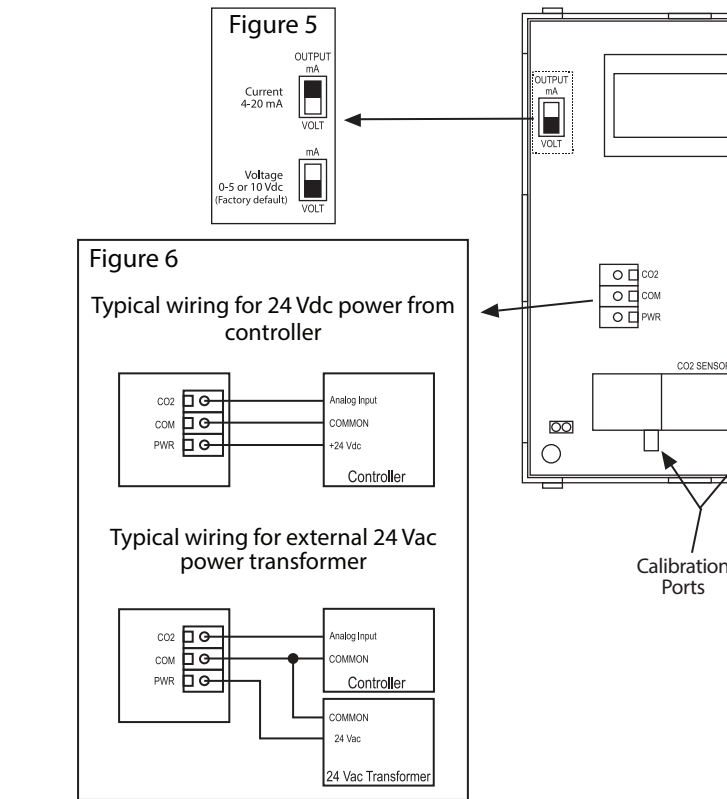 Figure 5
OUTPUT
mA
Current
4-20 mA
VOLT
mA
Voltage
0-5 or 10 Vdc
(Factory default)
VOLT
OUTPUT
mA
VOLT
CO2
COM
PWR
CO2 SENSOR
Calibration
Ports
Figure 6
Typical wiring for 24 Vdc power from
controller
CO2
COM
PWR
Analog Input
COMMON
+24 Vdc
Controller
Typical wiring for external 24 Vac
power transformer
CO2
COM
PWR
Analog Input
COMMON
Controller
COMMON
24 Vac
24 Vac Transformer